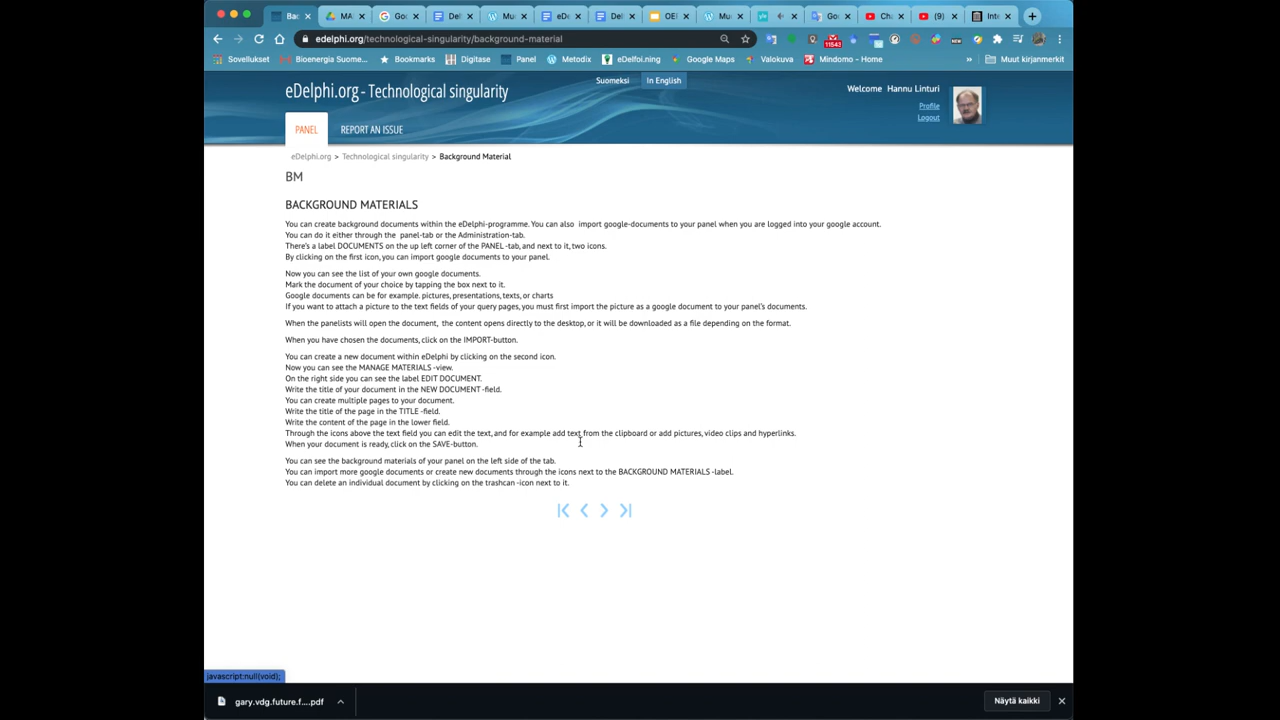 Bac
MA
Goo
Del
Mu
eDe
Del
OEI
Mu
Goo
Ch
(9)
Inte
edelphi.org/technological-singularity/background-material
11543
NEW
Sovellukset
Bioenergia Suome...
Bookmarks
Digitase
Panel
Metodix
eDelfoi.ning
Google Maps
Valokuva
Mindomo - Home
»
Muut kirjanmerkit
Suomeksi
In English
eDelphi.org - Technological singularity
Welcome Hannu Linturi
Profile
Logout
PANEL
REPORT AN ISSUE
eDelphi.org > Technological singularity > Background Material
BM
BACKGROUND MATERIALS
You can create background documents within the eDelphi-programme. You can also import google-documents to your panel when you are logged into your google account.
You can do it either through the panel-tab or the Administration-tab.
There's a label DOCUMENTS on the up left corner of the PANEL -tab, and next to it, two icons.
By clicking on the first icon, you can import google documents to your panel.
Now you can see the list of your own google documents.
Mark the document of your choice by tapping the box next to it.
Google documents can be for example. pictures, presentations, texts, or charts
If you want to attach a picture to the text fields of your query pages, you must first import the picture as a google document to your panel's documents.
When the panelists will open the document, the content opens directly to the desktop, or it will be downloaded as a file depending on the format.
When you have chosen the documents, click on the IMPORT-button.
You can create a new document within eDelphi by clicking on the second icon.
Now you can see the MANAGE MATERIALS -view.
On the right side you can see the label EDIT DOCUMENT.
Write the title of your document in the NEW DOCUMENT -field.
You can create multiple pages to your document.
Write the title of the page in the TITLE -field.
Write the content of the page in the lower field.
Through the icons above the text field you can edit the text, and for example add text from the clipboard or add pictures, video clips and hyperlinks.
When your document is ready, click on the SAVE-button.
You can see the background materials of your panel on the left side of the tab.
You can import more google documents or create new documents through the icons next to the BACKGROUND MATERIALS -label.
You can delete an individual document by clicking on the trashcan -icon next to it.
javascript:null(void);
gary.vdg.future.f....pdf
Näytä kaikki